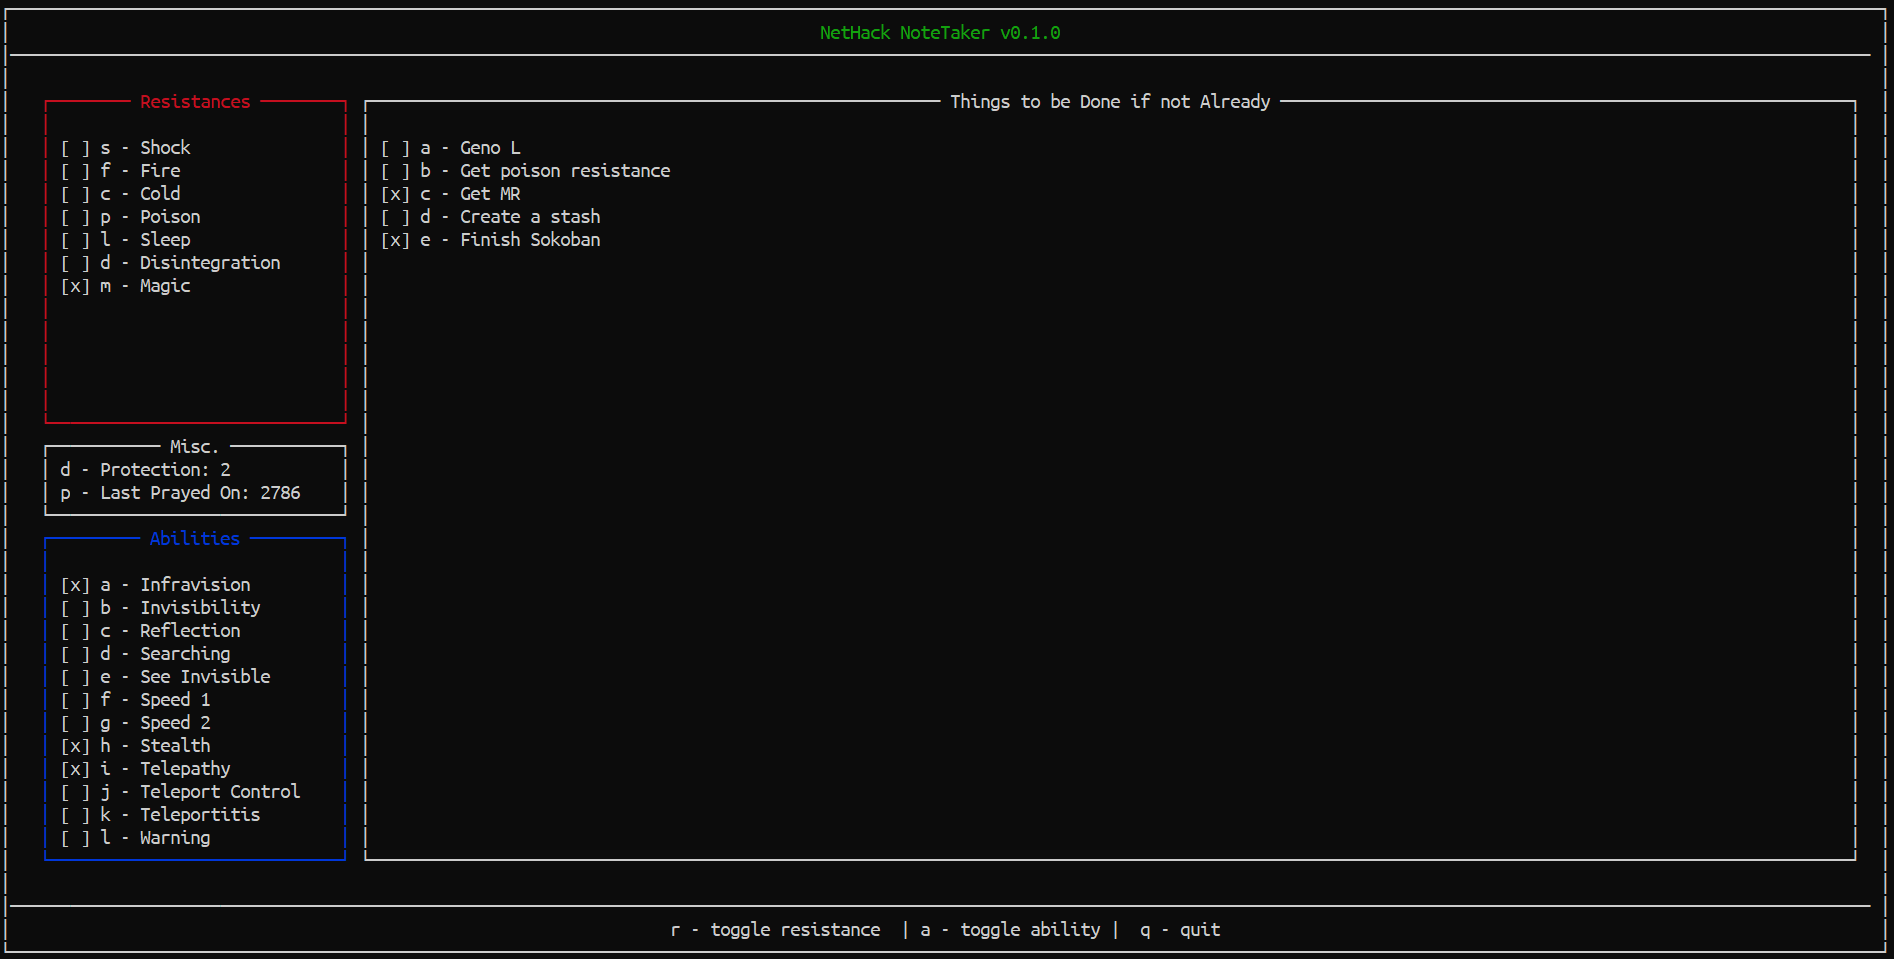 NetHack NoteTaker v0.1.0
Resistances
[ ] s - Shock
[ ] f - Fire
[ ] c - Cold
[ ] p - Poison
[ ] l - Sleep
[ ] d - Disintegration
[x] m - Magic
Misc.
d - Protection: 2
p - Last Prayed On: 2786
Abilities
[x] a - Infravision
[ ] b - Invisibility
[ ] c - Reflection
[ ] d - Searching
[ ] e - See Invisible
[ ] f - Speed 1
[ ] g - Speed 2
[x] h - Stealth
[x] i - Telepathy
[ ] j - Teleport Control
[ ] k - Teleportitis
[ ] l - Warning
Things to be Done if not Already
[ ] a - Geno L
[ ] b - Get poison resistance
[x] c - Get MR
[ ] d - Create a stash
[x] e - Finish Sokoban
r - toggle resistance | a - toggle ability | q - quit